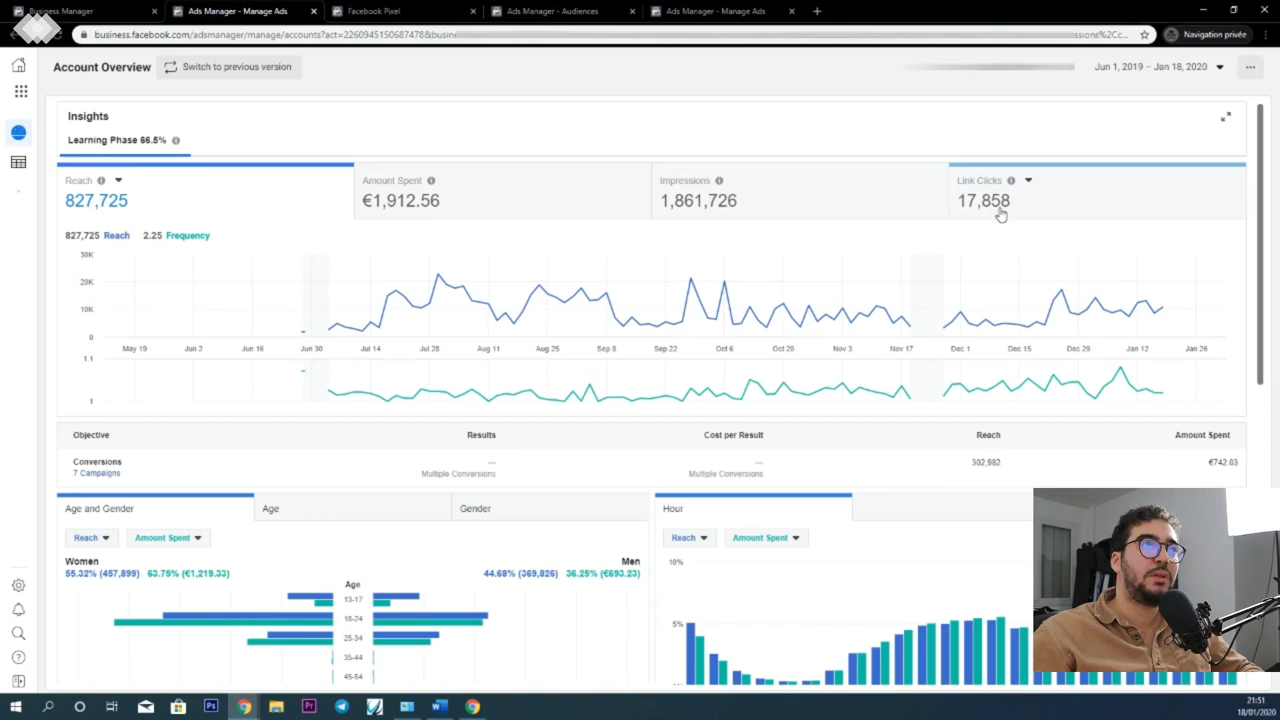 Business Manager
Ads Manager - Manage Ads
Facebook Pixel
Ads Manager - Audiences
Ads Manager - Manage Ads
business.facebook.com/adsmanager/manage/accounts?act=2260945150687478&busine
ssions%2Cc...
Navigation privée
Account Overview
Switch to previous version
Jun 1, 2019 – Jan 18, 2020
Insights
Learning Phase 66.5%
Reach
827,725
Amount Spent
€1,912.56
Impressions
1,861,726
Link Clicks
17,858
827,725 Reach 2.25 Frequency
30K
20K
10K
0
May 19 Jun 2 Jun 16 Jun 30 Jul 14 Jul 28 Aug 11 Aug 25 Sep 8 Sep 22 Oct 6 Oct 20 Nov 3 Nov 17 Dec 1 Dec 15 Dec 29 Jan 12 Jan 26
1.1
1
Objective Results Cost per Result Reach Amount Spent
Conversions — — 302,982 €742.03
7 Campaigns Multiple Conversions Multiple Conversions
Age and Gender
Age
Gender
Hour
Reach
Amount Spent
Reach
Amount Spent
Women
55.32% (457,899) 63.75% (€1,219.33)
Men
44.68% (369,826) 36.25% (€693.23)
Age
13-17
18-24
25-34
35-44
45-54
10%
5%
21:51
18/01/2020